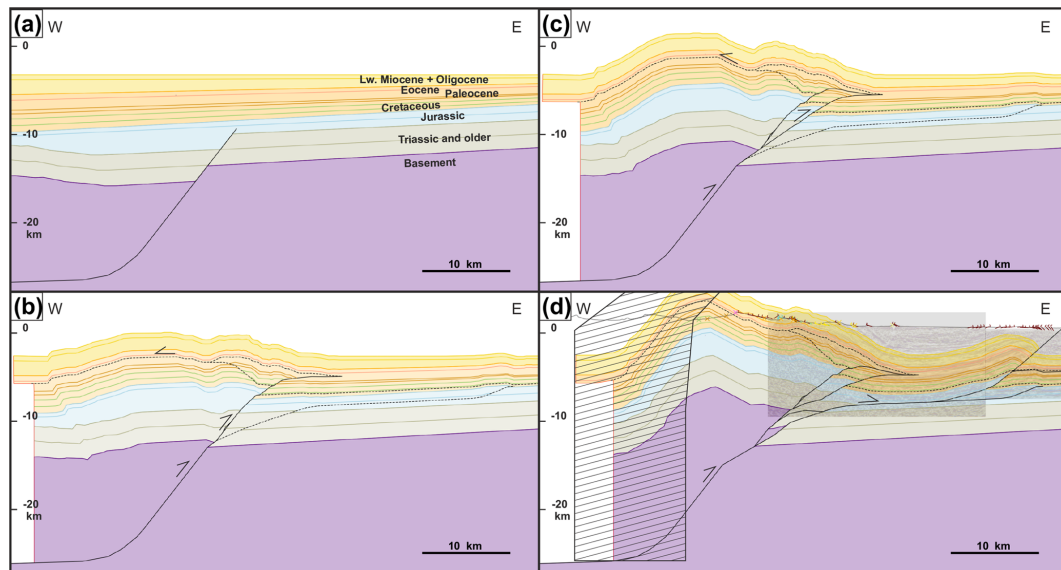 (a) W E
0
Lw. Miocene + Oligocene
Eocene
Paleocene
Cretaceous
Jurassic
-10
Triassic and older
Basement
-20
km
10 km
(c) W E
0
-10
-20
km
10 km
(b) W E
0
-10
-20
km
10 km
(d) W E
0
-10
-20
km
10 km